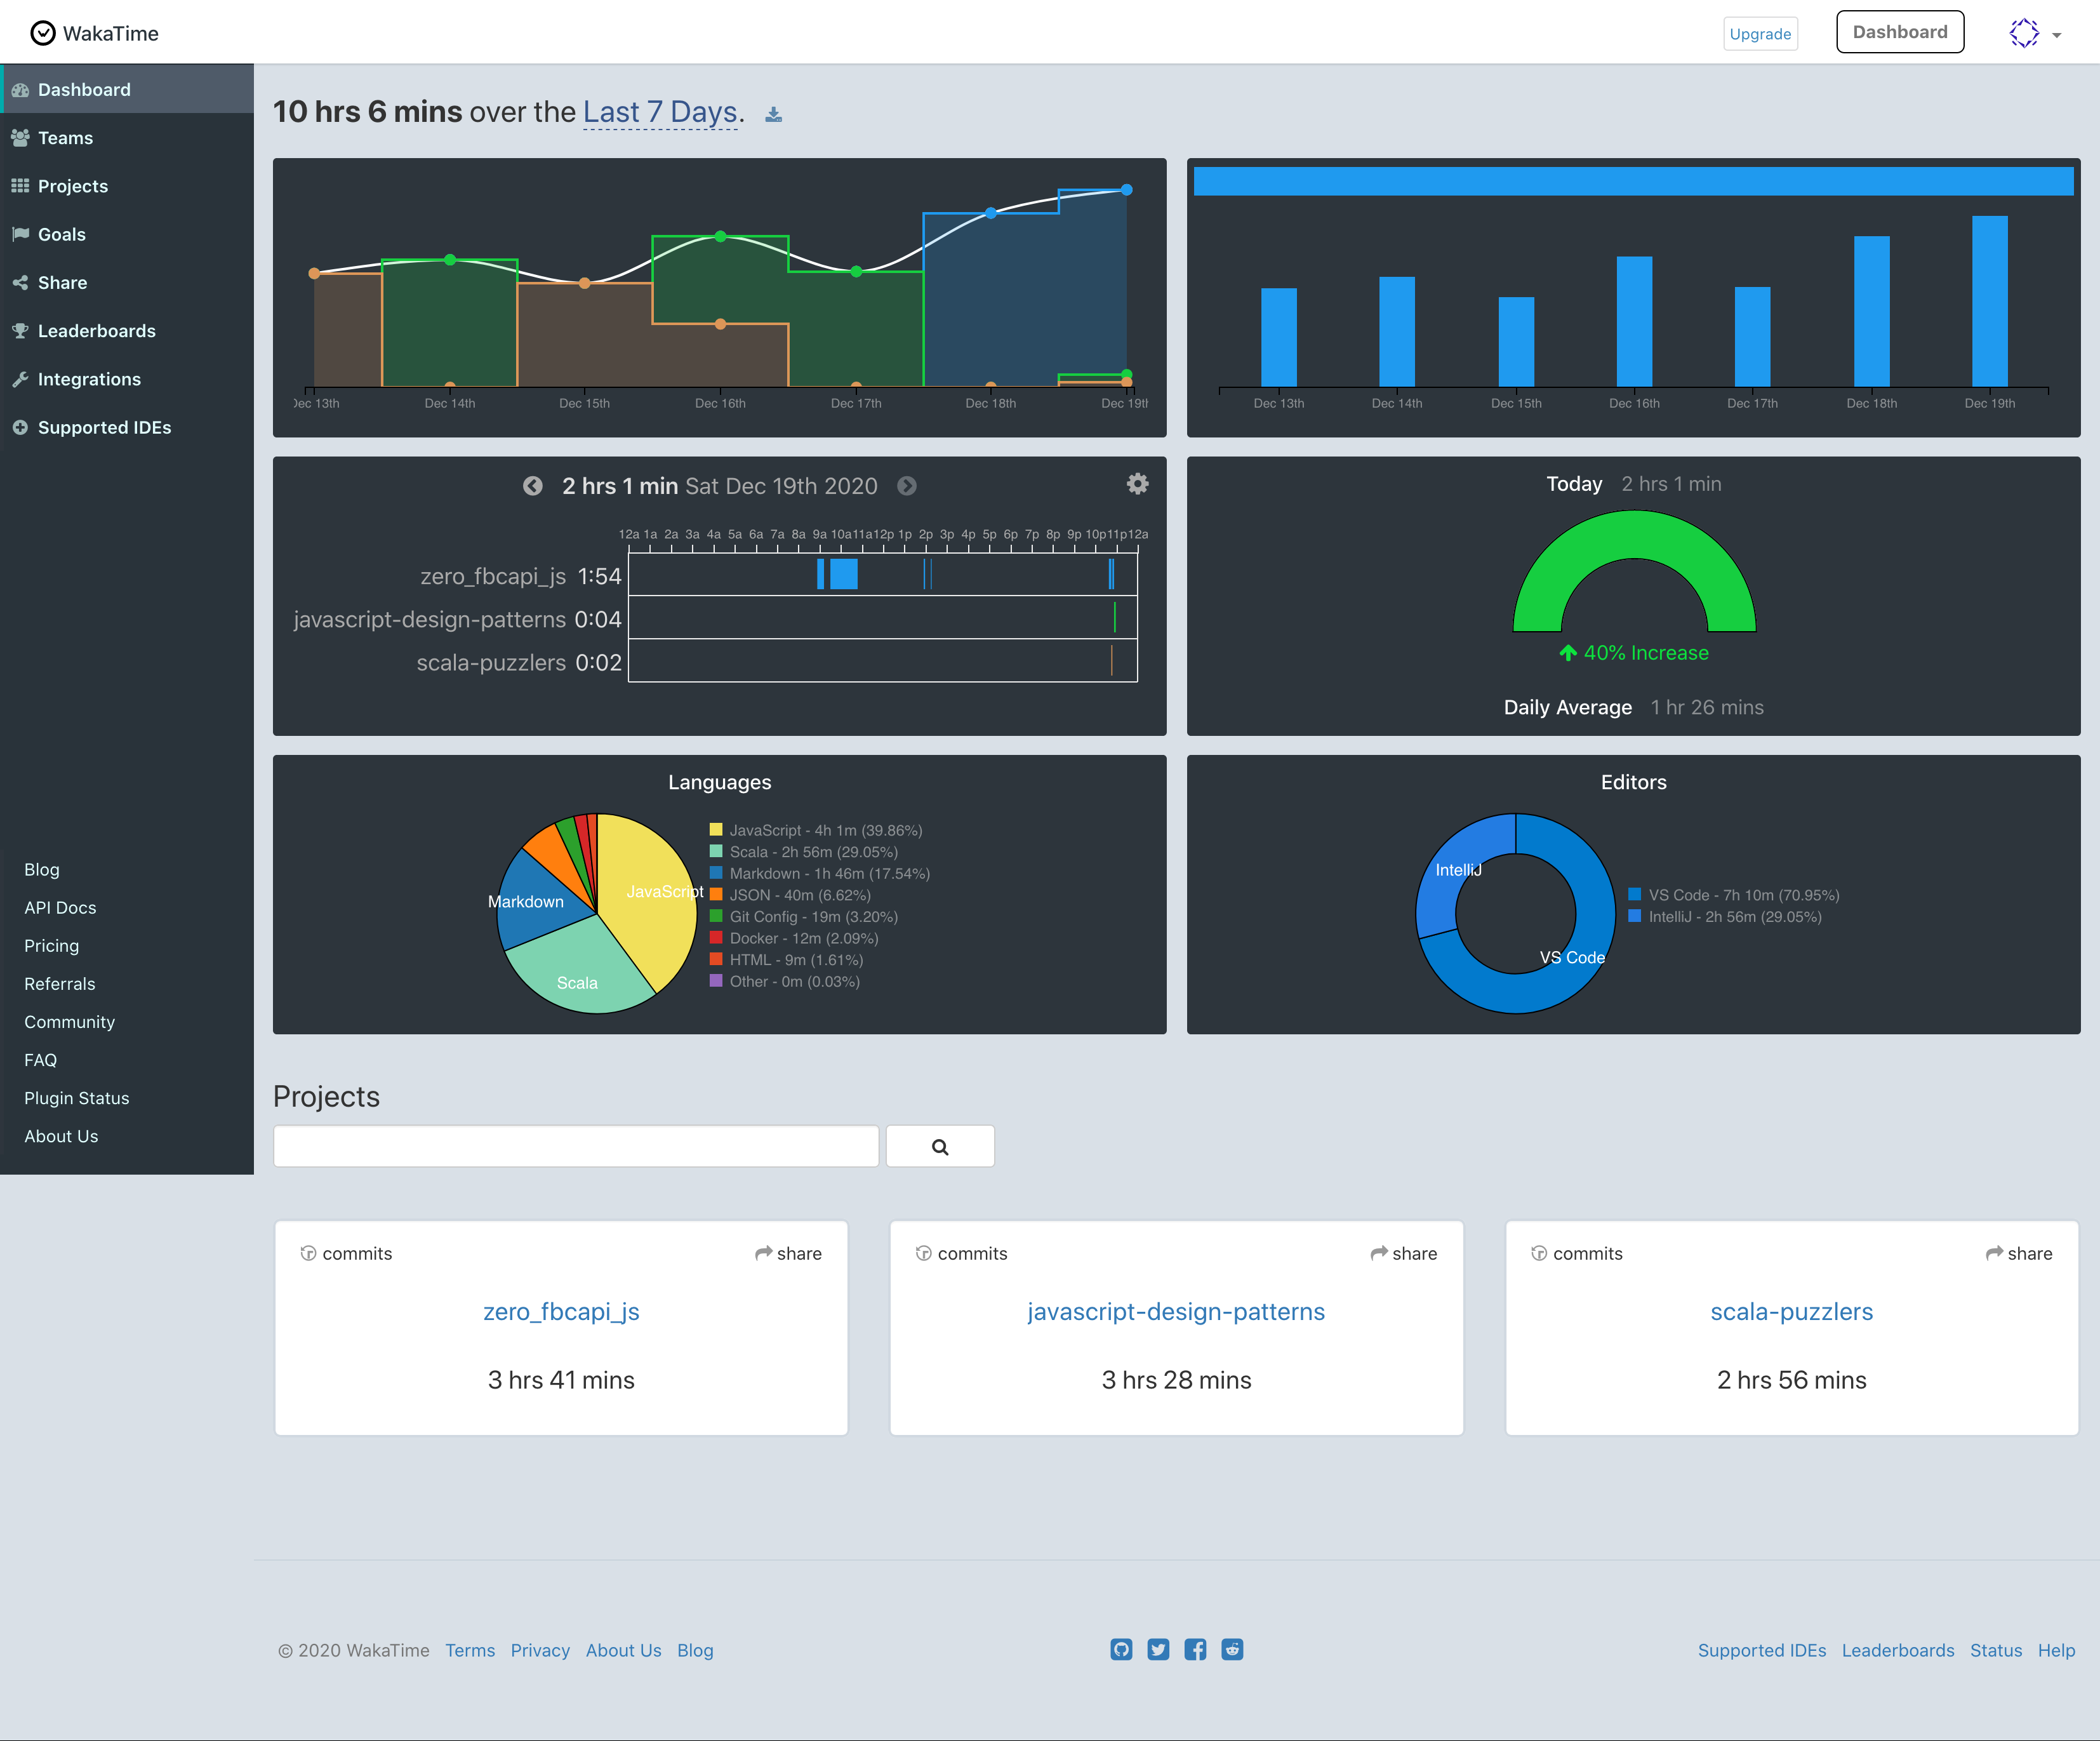 WakaTime
Upgrade
Dashboard
Dashboard
Teams
Projects
Goals
Share
Leaderboards
Integrations
Supported IDEs
Blog
API Docs
Pricing
Referrals
Community
FAQ
Plugin Status
About Us
10 hrs 6 mins over the Last 7 Days.
Dec 13th Dec 14th Dec 15th Dec 16th Dec 17th Dec 18th Dec 19th
Dec 13th Dec 14th Dec 15th Dec 16th Dec 17th Dec 18th Dec 19th
2 hrs 1 min Sat Dec 19th 2020
12a 1a 2a 3a 4a 5a 6a 7a 8a 9a 10a 11a 12p 1p 2p 3p 4p 5p 6p 7p 8p 9p 10p 11p 12a
zero_fbcapi_js 1:54
javascript-design-patterns 0:04
scala-puzzlers 0:02
Today 2 hrs 1 min
40% Increase
Daily Average 1 hr 26 mins
Languages
JavaScript
Markdown
Scala
JavaScript - 4h 1m (39.86%)
Scala - 2h 56m (29.05%)
Markdown - 1h 46m (17.54%)
JSON - 40m (6.62%)
Git Config - 19m (3.20%)
Docker - 12m (2.09%)
HTML - 9m (1.61%)
Other - 0m (0.03%)
Editors
IntelliJ
VS Code
VS Code - 7h 10m (70.95%)
IntelliJ - 2h 56m (29.05%)
Projects
commits share
zero_fbcapi_js
3 hrs 41 mins
commits share
javascript-design-patterns
3 hrs 28 mins
commits share
scala-puzzlers
2 hrs 56 mins
© 2020 WakaTime Terms Privacy About Us Blog
Supported IDEs Leaderboards Status Help